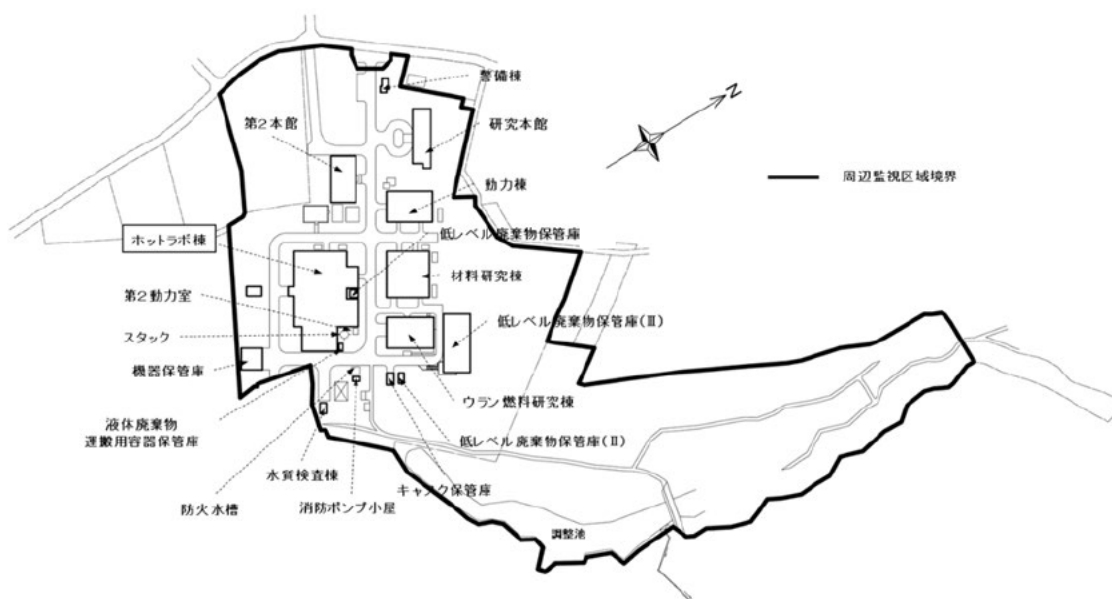 警備棟
N
第2本館
研究本館
周辺監視区域境界
動力棟
低レベル廃棄物保管庫
ホットラボ棟
材料研究棟
第2動力室
低レベル廃棄物保管庫(Ⅲ)
スタック
機器保管庫
ウラン燃料研究棟
液体廃棄物
運搬用容器保管庫
低レベル廃棄物保管庫(Ⅱ)
水質検査棟
キャスク保管庫
防火水槽
消防ポンプ小屋
調整池